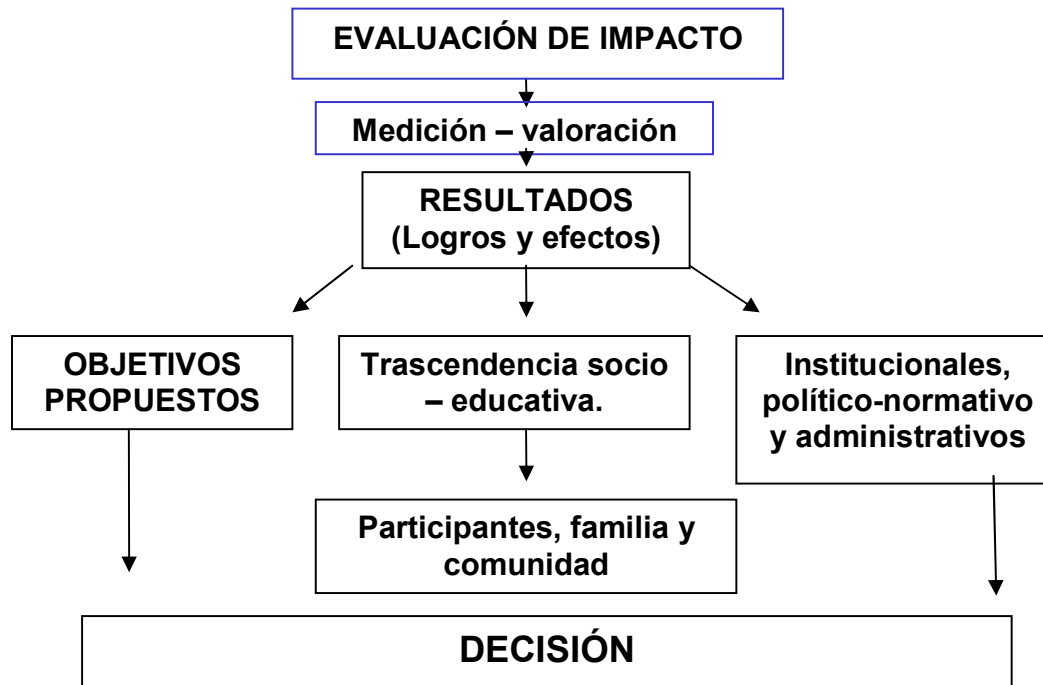 EVALUACIÓN DE IMPACTO
Medición – valoración
RESULTADOS
(Logros y efectos)
OBJETIVOS
PROPUESTOS
Trascendencia socio
– educativa.
Institucionales,
político-normativo
y administrativos
Participantes, familia y
comunidad
DECISIÓN